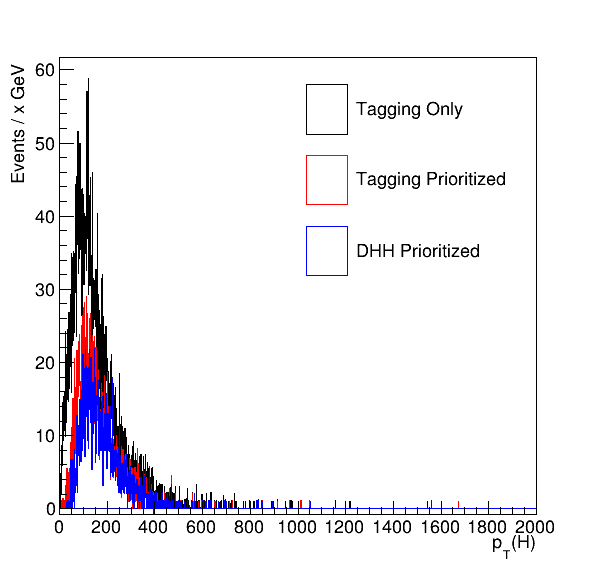 Events / x GeV
60
50
40
30
20
10
0
Tagging Only
Tagging Prioritized
DHH Prioritized
0 200 400 600 800 1000 1200 1400 1600 1800 2000
p_T(H)